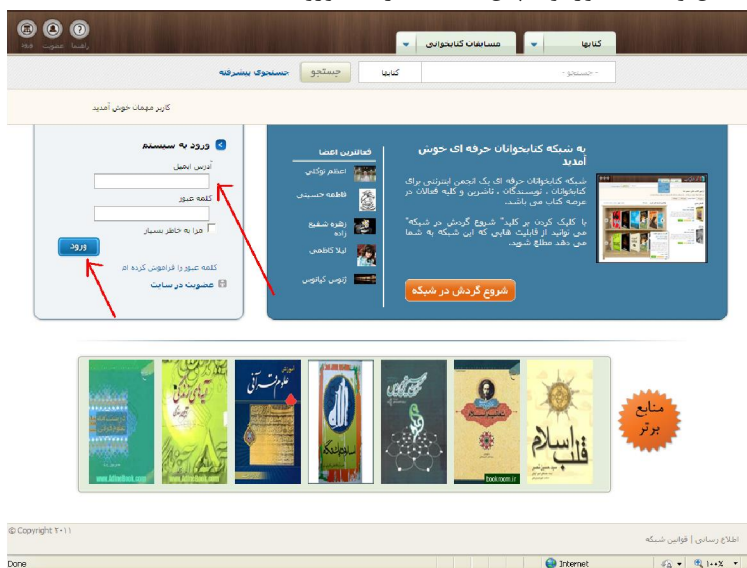 راهنما
عضویت
کتابها
مسابقات کتابخوانی
- جستجو -
کتابها
جستجو
جستجوی پیشرفته
کاربر مهمان خوش آمدید
به شبکه کتابخوانان حرفه ای خوش
آمدید
شبکه کتابخوانان حرفه ای یک انجمن اینترنتی برای
کتابخوانان ، نویسندگان ، ناشرین و کلیه فعالان در
عرصه کتاب می باشد.
با کلیک کردن بر کلید" شروع گردش در شبکه"
می توانید از قابلیت هایی که این شبکه به شما
می دهد مطلع شوید.
شروع گردش در شبکه
فعالترین اعضا
اعظم توکلی
فاطمه حسینی
زهره شفیع
زاده
لیلا کاظمی
ژنوس کیانوس
ورود به سیستم
آدرس ایمیل
کلمه عبور
مرا به خاطر بسپار
ورود
کلمه عبور را فراموش کرده ام
عضویت در سایت
منابع
برتر
قلب اسلام
bookroom.ir
علوم قرآنی
اطلاع رسانی | قوانین شبکه
© Copyright ۲۰۱۱
Done
Internet
۱۰۰%